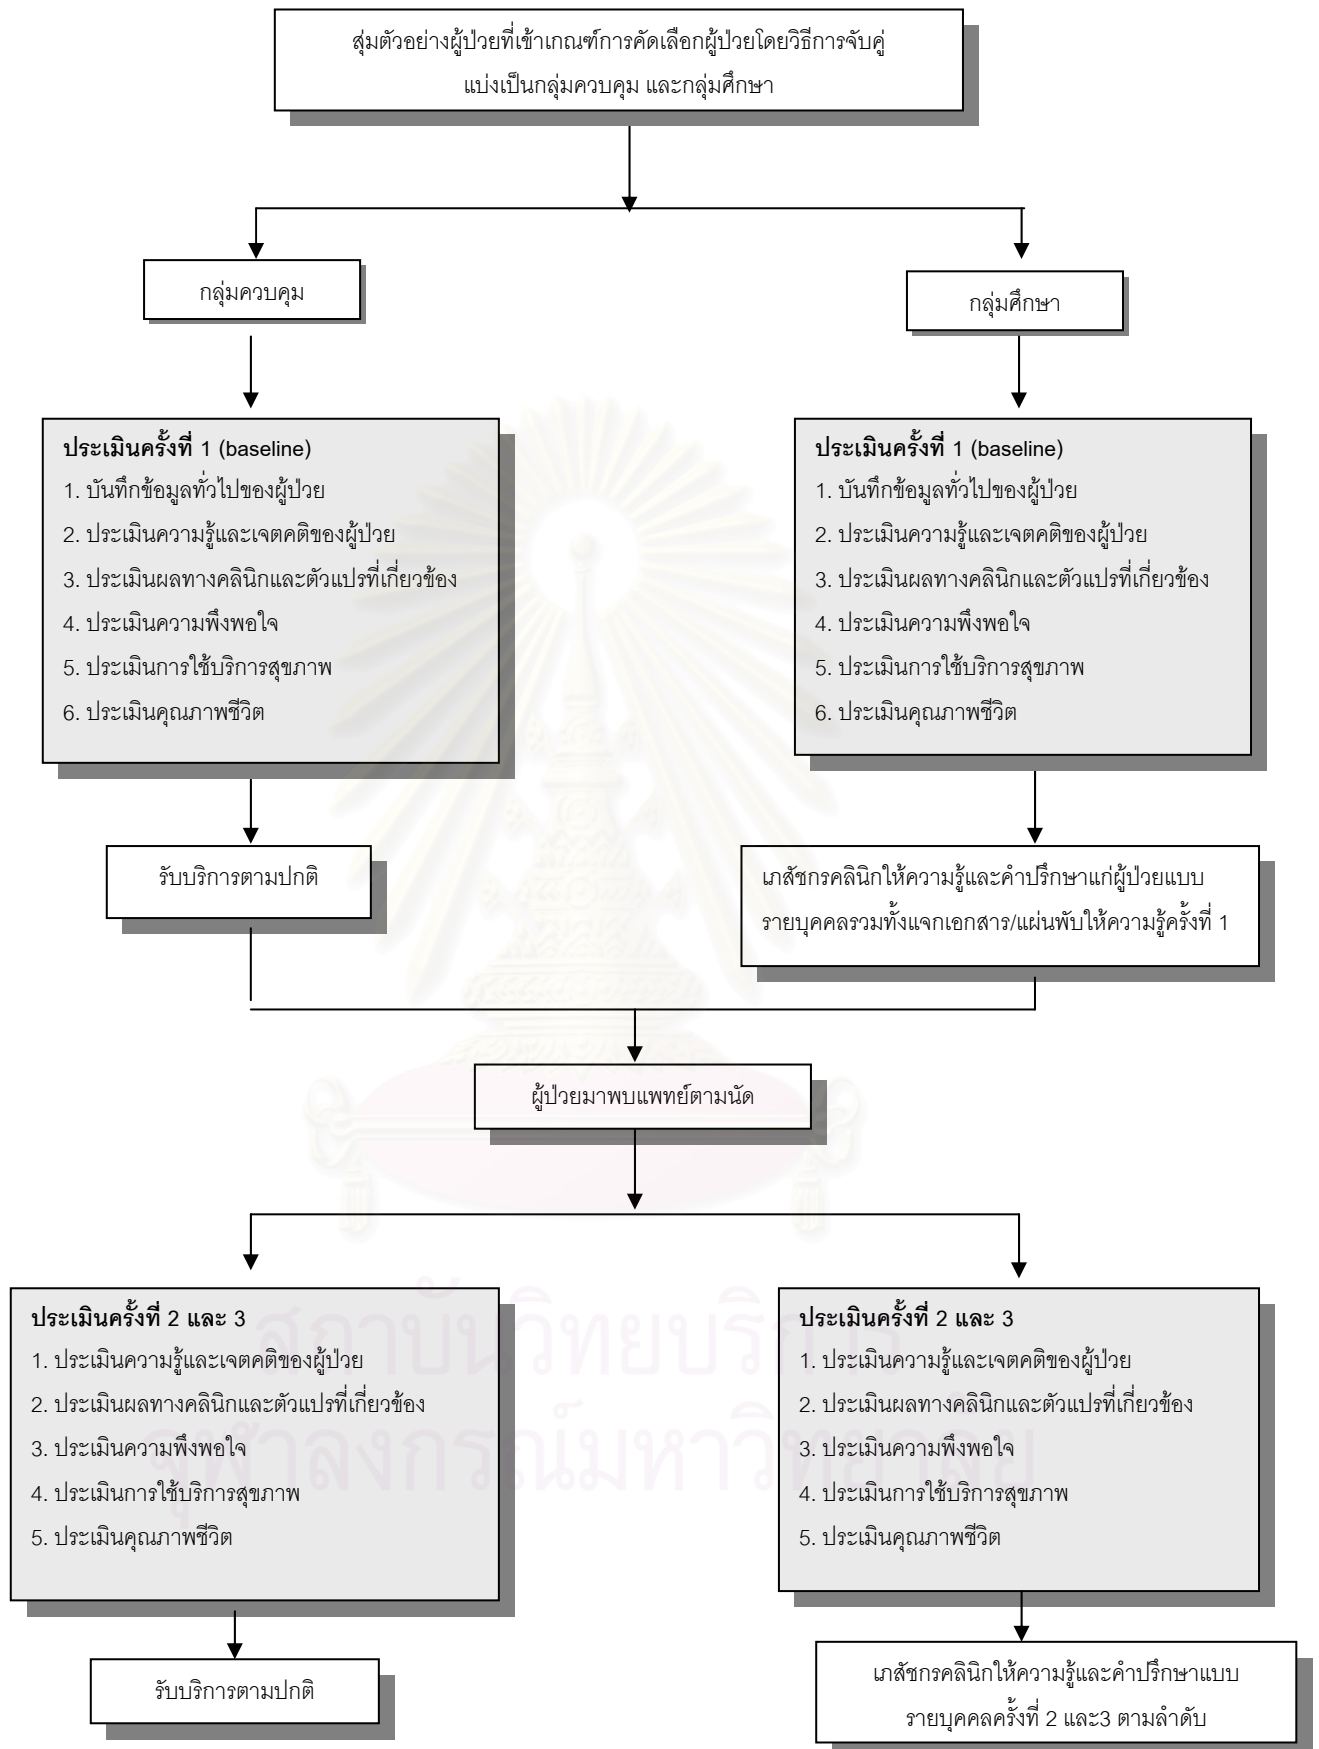 สุ่มตัวอย่างผู้ป่วยที่เข้าเกณฑ์การคัดเลือกผู้ป่วยโดยวิธีการจับคู่
แบ่งเป็นกลุ่มควบคุม และกลุ่มศึกษา
กลุ่มควบคุม
กลุ่มศึกษา
ประเมินครั้งที่ 1 (baseline)
1. บันทึกข้อมูลทั่วไปของผู้ป่วย
2. ประเมินความรู้และเจตคติของผู้ป่วย
3. ประเมินผลทางคลินิกและตัวแปรที่เกี่ยวข้อง
4. ประเมินความพึงพอใจ
5. ประเมินการใช้บริการสุขภาพ
6. ประเมินคุณภาพชีวิต
ประเมินครั้งที่ 1 (baseline)
1. บันทึกข้อมูลทั่วไปของผู้ป่วย
2. ประเมินความรู้และเจตคติของผู้ป่วย
3. ประเมินผลทางคลินิกและตัวแปรที่เกี่ยวข้อง
4. ประเมินความพึงพอใจ
5. ประเมินการใช้บริการสุขภาพ
6. ประเมินคุณภาพชีวิต
รับบริการตามปกติ
เภสัชกรคลินิกให้ความรู้และคำปรึกษาแก่ผู้ป่วยแบบ
รายบุคคลรวมทั้งแจกเอกสาร/แผ่นพับให้ความรู้ครั้งที่ 1
ผู้ป่วยมาพบแพทย์ตามนัด
ประเมินครั้งที่ 2 และ 3
1. ประเมินความรู้และเจตคติของผู้ป่วย
2. ประเมินผลทางคลินิกและตัวแปรที่เกี่ยวข้อง
3. ประเมินความพึงพอใจ
4. ประเมินการใช้บริการสุขภาพ
5. ประเมินคุณภาพชีวิต
ประเมินครั้งที่ 2 และ 3
1. ประเมินความรู้และเจตคติของผู้ป่วย
2. ประเมินผลทางคลินิกและตัวแปรที่เกี่ยวข้อง
3. ประเมินความพึงพอใจ
4. ประเมินการใช้บริการสุขภาพ
5. ประเมินคุณภาพชีวิต
สถาบันวิทยบริการ
จุฬาลงกรณ์มหาวิทยาลัย
รับบริการตามปกติ
เภสัชกรคลินิกให้ความรู้และคำปรึกษาแบบ
รายบุคคลครั้งที่ 2 และ3 ตามลำดับ